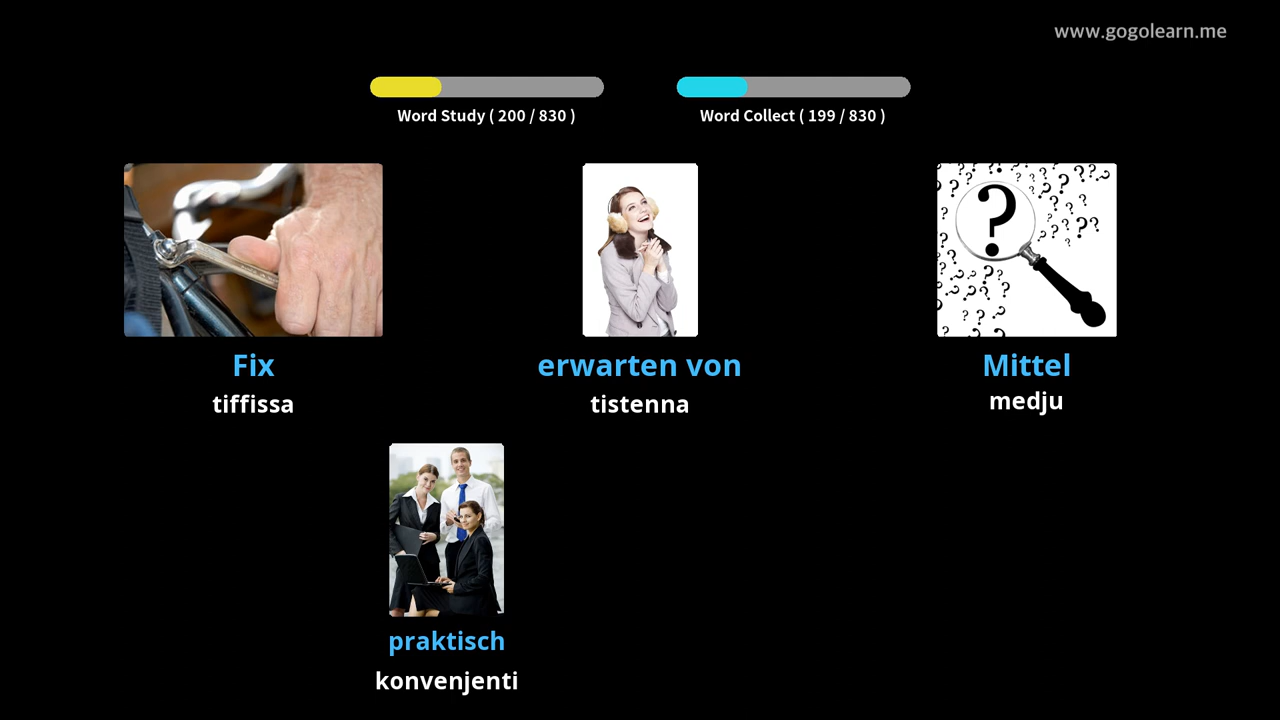 www.gogolearn.me
Word Study ( 200 / 830 )
Word Collect ( 199 / 830 )
Fix
tiffissa
erwarten von
tistenna
Mittel
medju
praktisch
konvenjenti